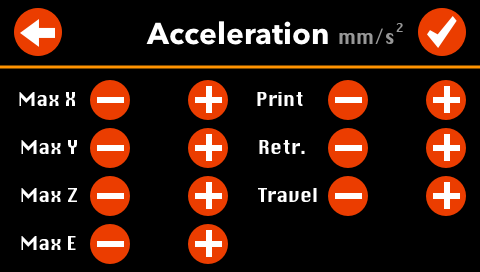 Acceleration mm/s²
Max X Print
Max Y Retr.
Max Z Travel
Max E